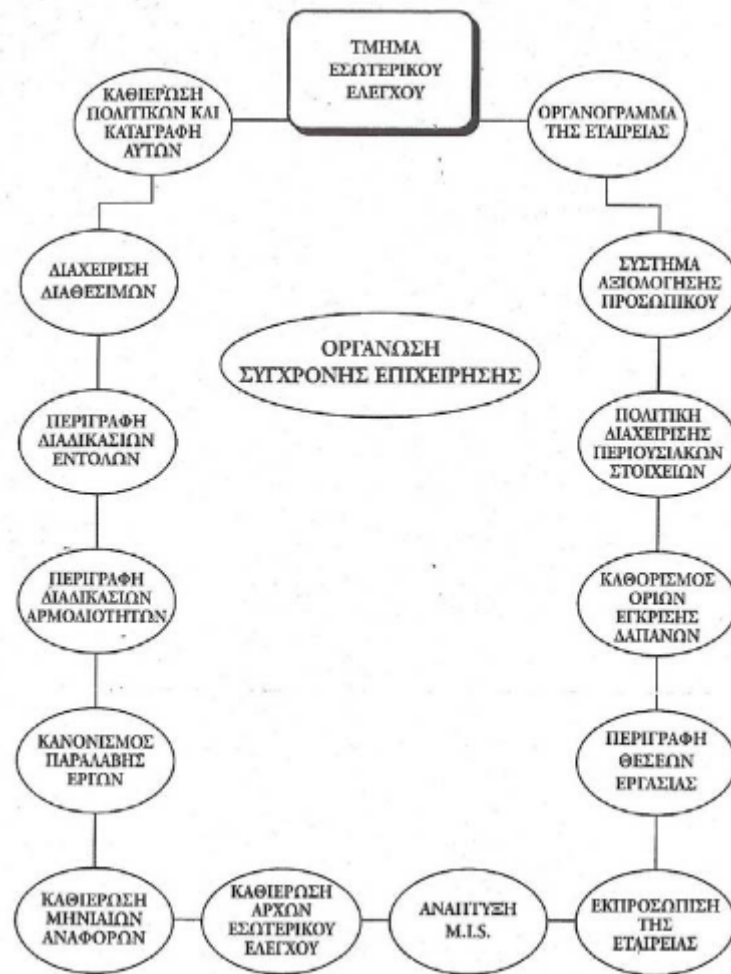 ΤΜΗΜΑ
ΕΣΩΤΕΡΙΚΟΥ
ΕΛΕΓΧΟΥ
ΚΑΘΙΕΡΩΣΗ
ΠΟΛΙΤΙΚΩΝ ΚΑΙ
ΚΑΤΑΓΡΑΦΗ
ΑΥΤΩΝ
ΟΡΓΑΝΟΓΡΑΜΜΑ
ΤΗΣ ΕΤΑΙΡΕΙΑΣ
ΔΙΑΧΕΙΡΙΣΗ
ΔΙΑΘΕΣΙΜΩΝ
ΣΥΣΤΗΜΑ
ΑΞΙΟΛΟΓΗΣΗΣ
ΠΡΟΣΩΠΙΚΟΥ
ΟΡΓΑΝΩΣΗ
ΣΥΓΧΡΟΝΗΣ ΕΠΙΧΕΙΡΗΣΗΣ
ΠΕΡΙΓΡΑΦΗ
ΔΙΑΔΙΚΑΣΙΩΝ
ΕΝΤΟΛΩΝ
ΠΟΛΙΤΙΚΗ
ΔΙΑΧΕΙΡΙΣΗΣ
ΠΕΡΙΟΥΣΙΑΚΩΝ
ΣΤΟΙΧΕΙΩΝ
ΠΕΡΙΓΡΑΦΗ
ΔΙΑΔΙΚΑΣΙΩΝ
ΑΡΜΟΔΙΟΤΗΤΩΝ
ΚΑΘΟΡΙΣΜΟΣ
ΟΡΙΩΝ
ΕΓΚΡΙΣΗΣ
ΔΑΠΑΝΩΝ
ΚΑΝΟΝΙΣΜΟΣ
ΠΑΡΑΛΑΒΗΣ
ΕΡΓΩΝ
ΠΕΡΙΓΡΑΦΗ
ΘΕΣΕΩΝ
ΕΡΓΑΣΙΑΣ
ΚΑΘΙΕΡΩΣΗ
ΜΗΝΙΑΙΩΝ
ΑΝΑΦΟΡΩΝ
ΚΑΘΙΕΡΩΣΗ
ΑΡΧΩΝ
ΕΣΩΤΕΡΙΚΟΥ
ΕΛΕΓΧΟΥ
ΑΝΑΠΤΥΞΗ
M.I.S.
ΕΚΠΡΟΣΩΠΙΣΗ
ΤΗΣ
ΕΤΑΙΡΕΙΑΣ